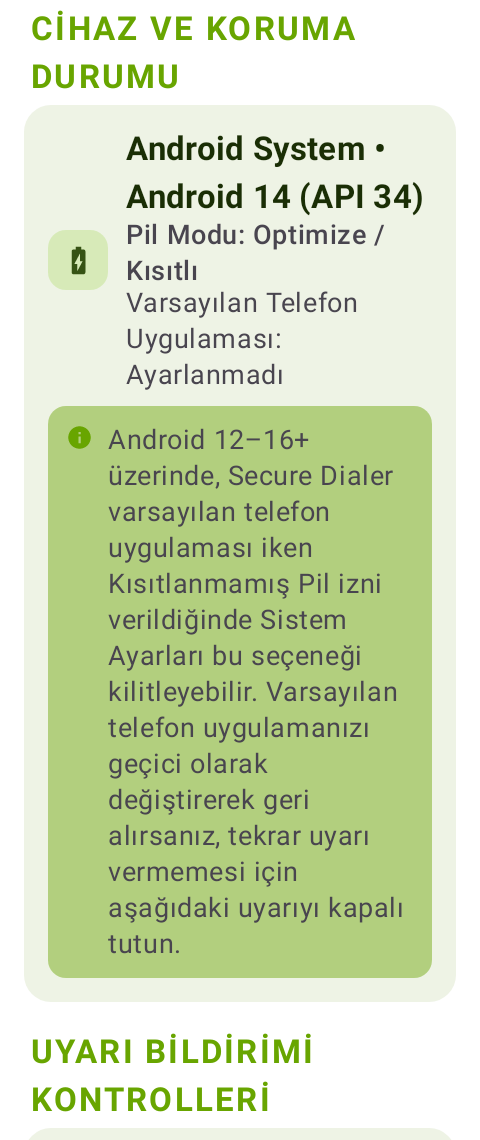 CİHAZ VE KORUMA
DURUMU
Android System •
Android 14 (API 34)
Pil Modu: Optimize /
Kısıtlı
Varsayılan Telefon
Uygulaması:
Ayarlanmadı
Android 12–16+
üzerinde, Secure Dialer
varsayılan telefon
uygulaması iken
Kısıtlanmamış Pil izni
verildiğinde Sistem
Ayarları bu seçeneği
kilitleyebilir. Varsayılan
telefon uygulamanızı
geçici olarak
değiştirerek geri
alırsanız, tekrar uyarı
vermemesi için
aşağıdaki uyarıyı kapalı
tutun.
UYARI BİLDİRİMİ
KONTROLLERİ